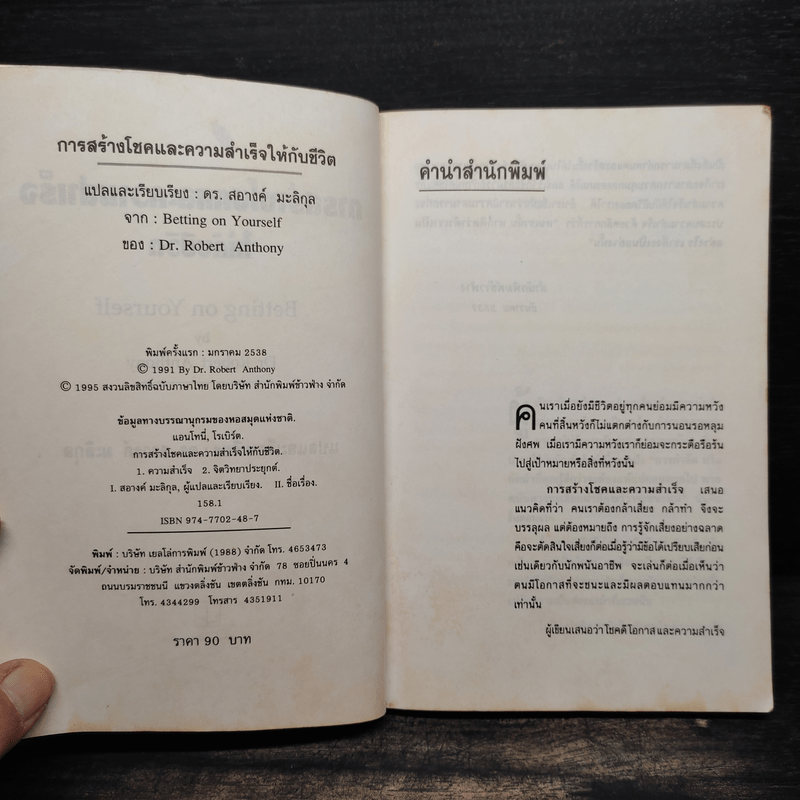 การสร้างโชคและความสำเร็จให้กับชีวิต
แปลและเรียบเรียง : ดร. สอางค์ มะลิกุล
จาก : Betting on Yourself
ของ : Dr. Robert Anthony
พิมพ์ครั้งแรก : มกราคม 2538
© 1991 By Dr. Robert Anthony
© 1995 สงวนลิขสิทธิ์ฉบับภาษาไทย โดยบริษัท สำนักพิมพ์ข้าวฟ่าง จำกัด
ข้อมูลทางบรรณานุกรมของหอสมุดแห่งชาติ.
แอนโทนี่, โรเบิร์ต.
การสร้างโชคและความสำเร็จให้กับชีวิต.
1. ความสำเร็จ 2. จิตวิทยาประยุกต์.
I. สอางค์ มะลิกุล, ผู้แปลและเรียบเรียง. II. ชื่อเรื่อง.
158.1
ISBN 974-7702-48-7
พิมพ์ : บริษัท เยลโล่การพิมพ์ (1988) จำกัด โทร. 4653473
จัดพิมพ์/จำหน่าย : บริษัท สำนักพิมพ์ข้าวฟ่าง จำกัด 78 ซอยปิ่นนคร 4
ถนนบรมราชชนนี แขวงตลิ่งชัน เขตตลิ่งชัน กทม. 10170
โทร. 4344299 โทรสาร 4351911
ราคา 90 บาท
คำนำสำนักพิมพ์
คนเราเมื่อยังมีชีวิตอยู่ทุกคนย่อมมีความหวัง
คนที่สิ้นหวังก็ไม่แตกต่างกับการนอนรอหลุม
ฝังศพ เมื่อเรามีความหวังเราก็ย่อมจะกระตือรือร้น
ไปสู่เป้าหมายหรือสิ่งที่หวังนั้น
การสร้างโชคและความสำเร็จ เสนอ
แนวคิดที่ว่า คนเราต้องกล้าเสี่ยง กล้าทำ จึงจะ
บรรลุผล แต่ต้องหมายถึง การรู้จักเสี่ยงอย่างฉลาด
คือจะตัดสินใจเสี่ยงก็ต่อเมื่อรู้ว่ามีข้อได้เปรียบเสียก่อน
เช่นเดียวกับนักพนันอาชีพ จะเล่นก็ต่อเมื่อเห็นว่า
ตนมีโอกาสที่จะชนะและมีผลตอบแทนมากกว่า
เท่านั้น
ผู้เขียนเสนอว่าโชคดีโอกาสและความสำเร็จ